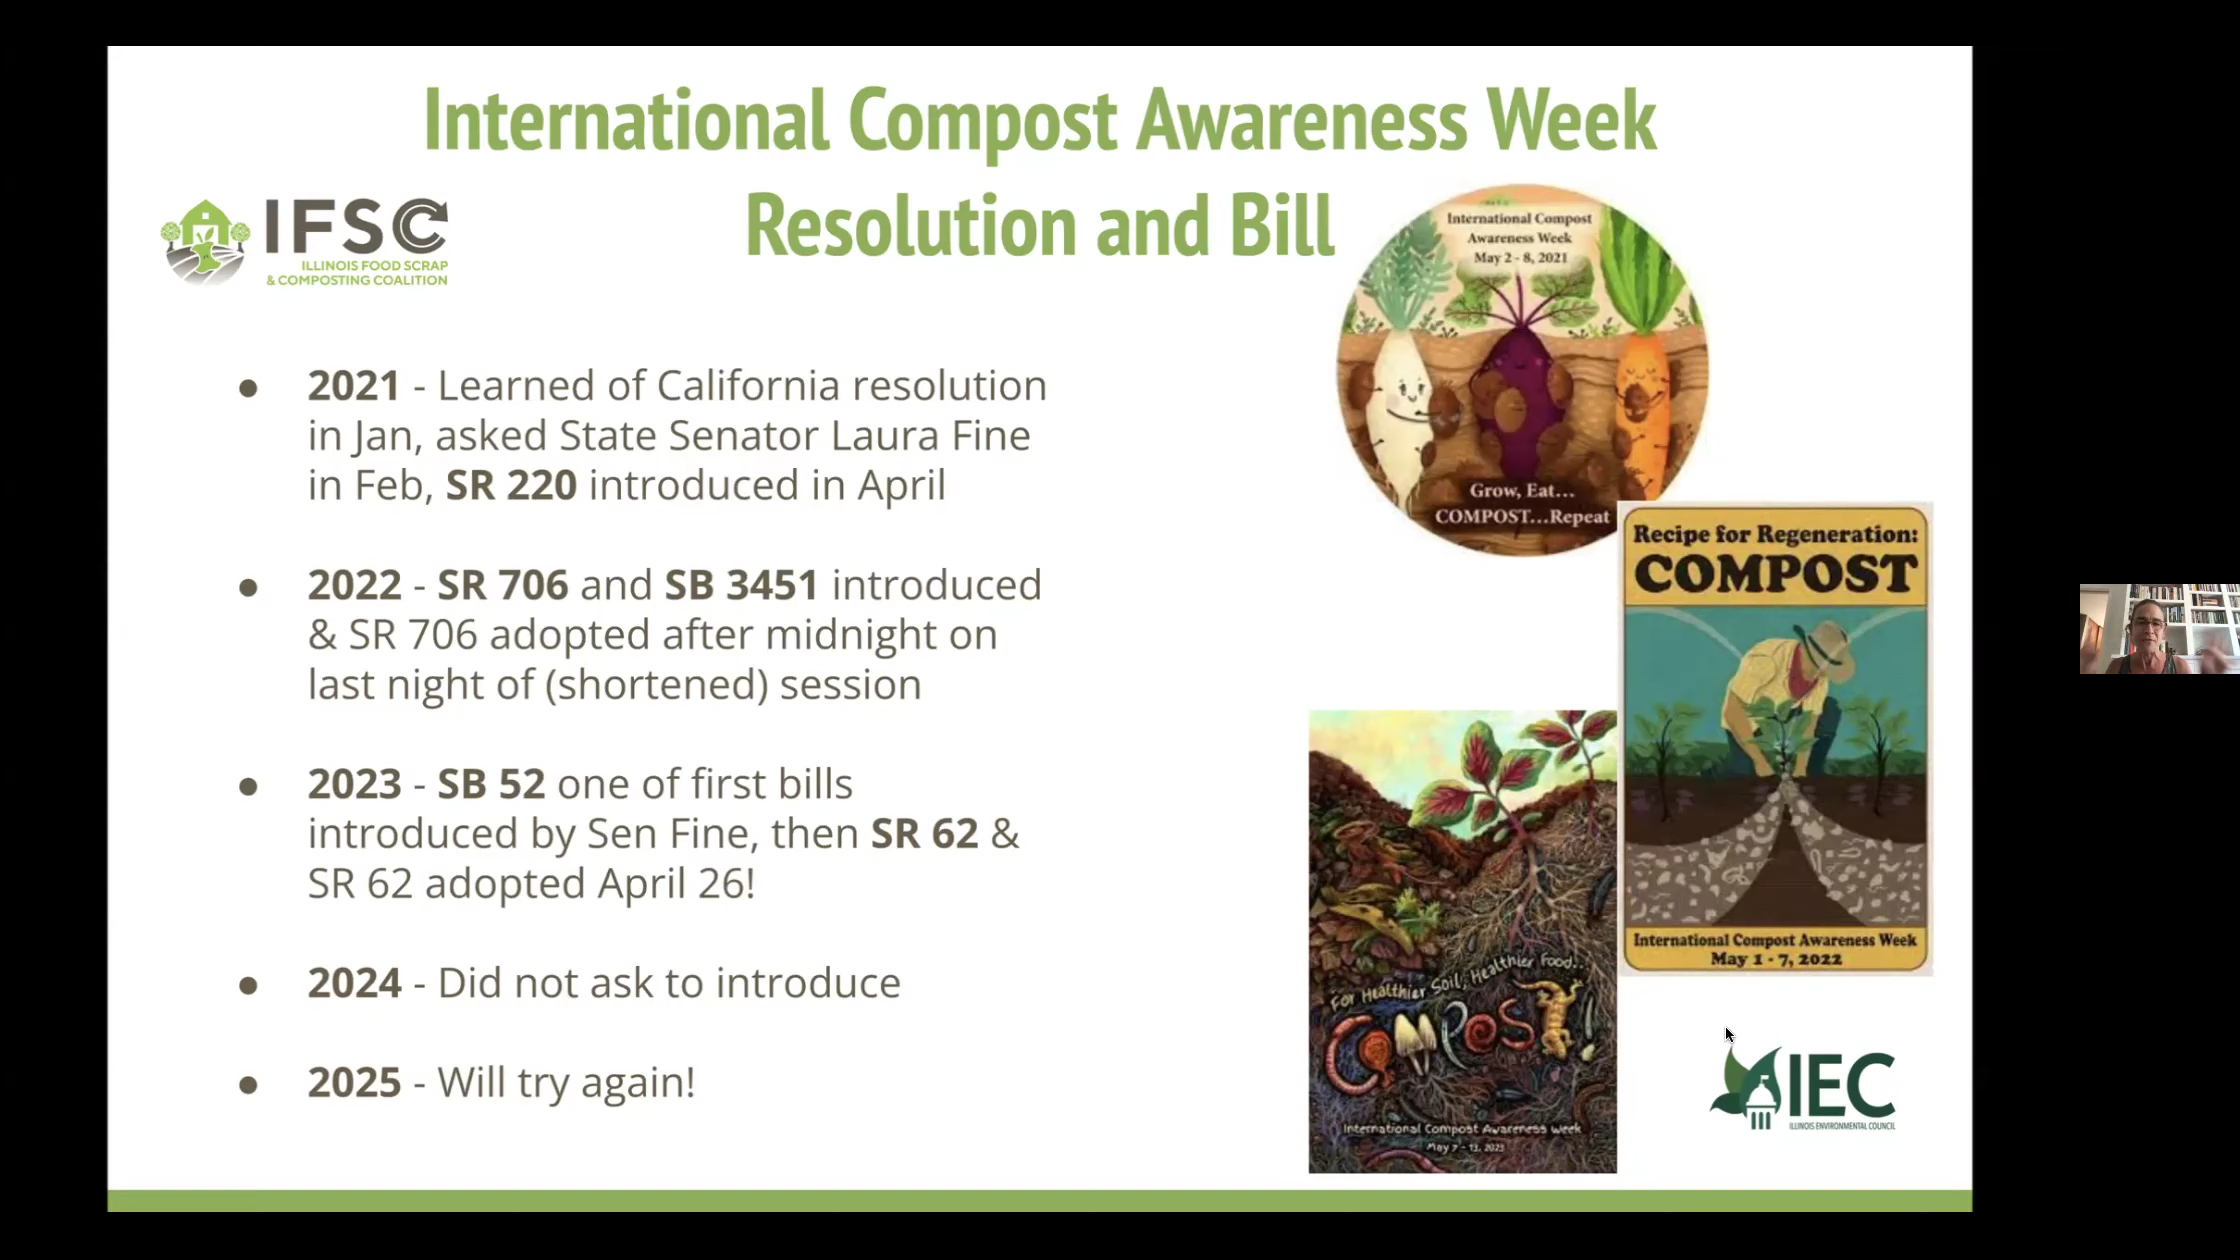 International Compost Awareness Week
Resolution and Bill
IFSC
ILLINOIS FOOD SCRAP
& COMPOSTING COALITION
● 2021 - Learned of California resolution
in Jan, asked State Senator Laura Fine
in Feb, SR 220 introduced in April
● 2022 - SR 706 and SB 3451 introduced
& SR 706 adopted after midnight on
last night of (shortened) session
● 2023 - SB 52 one of first bills
introduced by Sen Fine, then SR 62 &
SR 62 adopted April 26!
● 2024 - Did not ask to introduce
● 2025 - Will try again!
International Compost
Awareness Week
May 2 - 8, 2021
Grow, Eat...
COMPOST...Repeat
Recipe for Regeneration:
COMPOST
International Compost Awareness Week
May 1 - 7, 2022
For Healthier Soil, Healthier Food...
COMPOST!
International Compost Awareness Week
May 7 - 13, 2023
IEC
ILLINOIS ENVIRONMENTAL COUNCIL